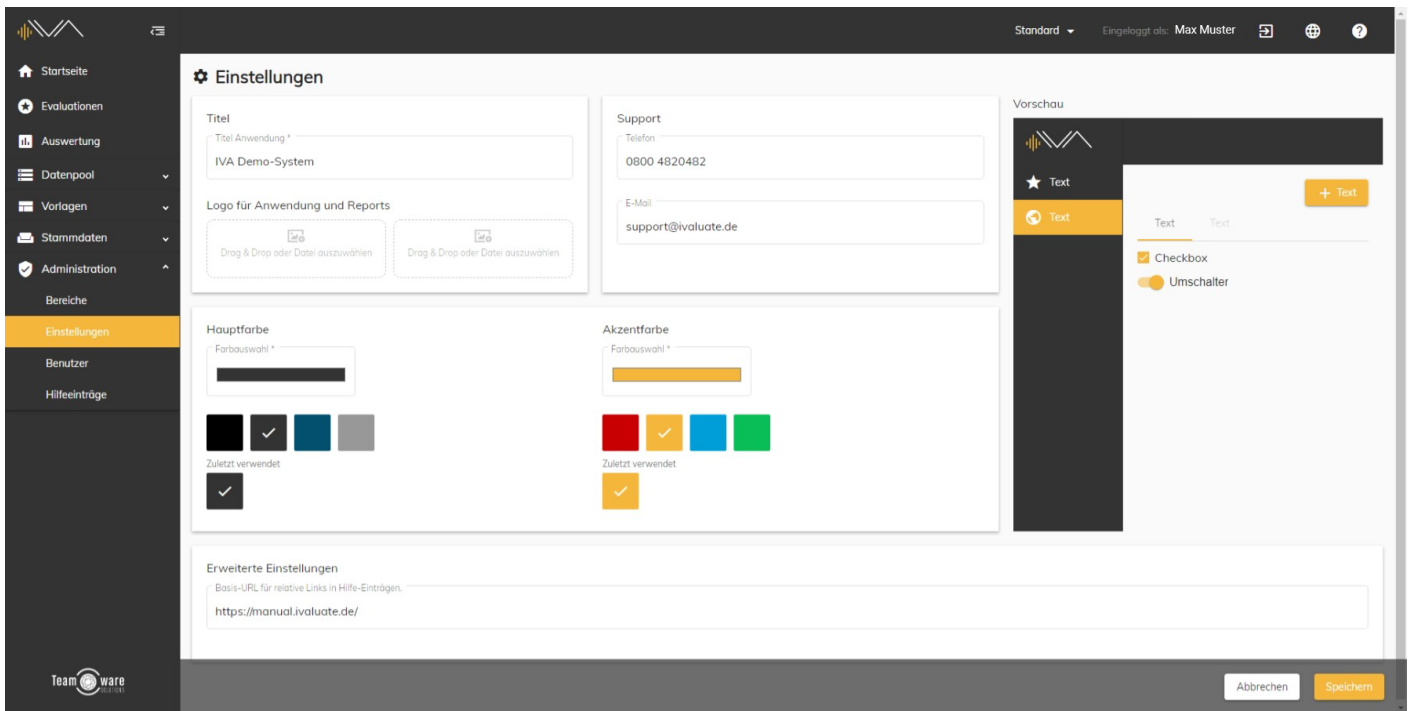 IVA
Standard
Eingeloggt als: Max Muster
Startseite
Evaluationen
Auswertung
Datenpool
Vorlagen
Stammdaten
Administration
Bereiche
Einstellungen
Benutzer
Hilfeeinträge
Team ware
SOLUTIONS
Einstellungen
Titel
Titel Anwendung *
IVA Demo-System
Logo für Anwendung und Reports
Drag & Drop oder Datei auszuwählen
Drag & Drop oder Datei auszuwählen
Support
Telefon
0800 4820482
E-Mail
support@ivaluate.de
Hauptfarbe
Farbauswahl *
Zuletzt verwendet
Akzentfarbe
Farbauswahl *
Zuletzt verwendet
Vorschau
IVA
Text
Text
+ Text
Text
Text
Checkbox
Umschalter
Erweiterte Einstellungen
Basis-URL für relative Links in Hilfe-Einträgen.
https://manual.ivaluate.de/
Abbrechen
Speichern